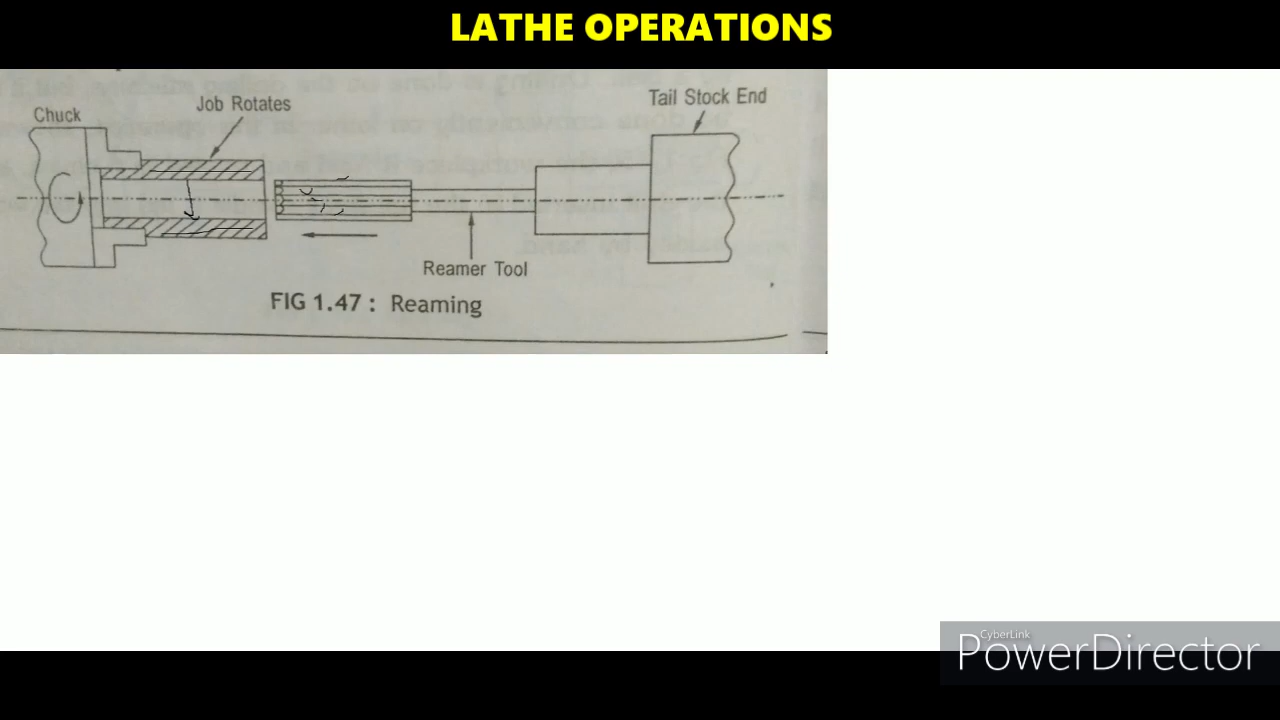 LATHE OPERATIONS
Chuck
Job Rotates
Tail Stock End
Reamer Tool
FIG 1.47 : Reaming
CyberLink
PowerDirector